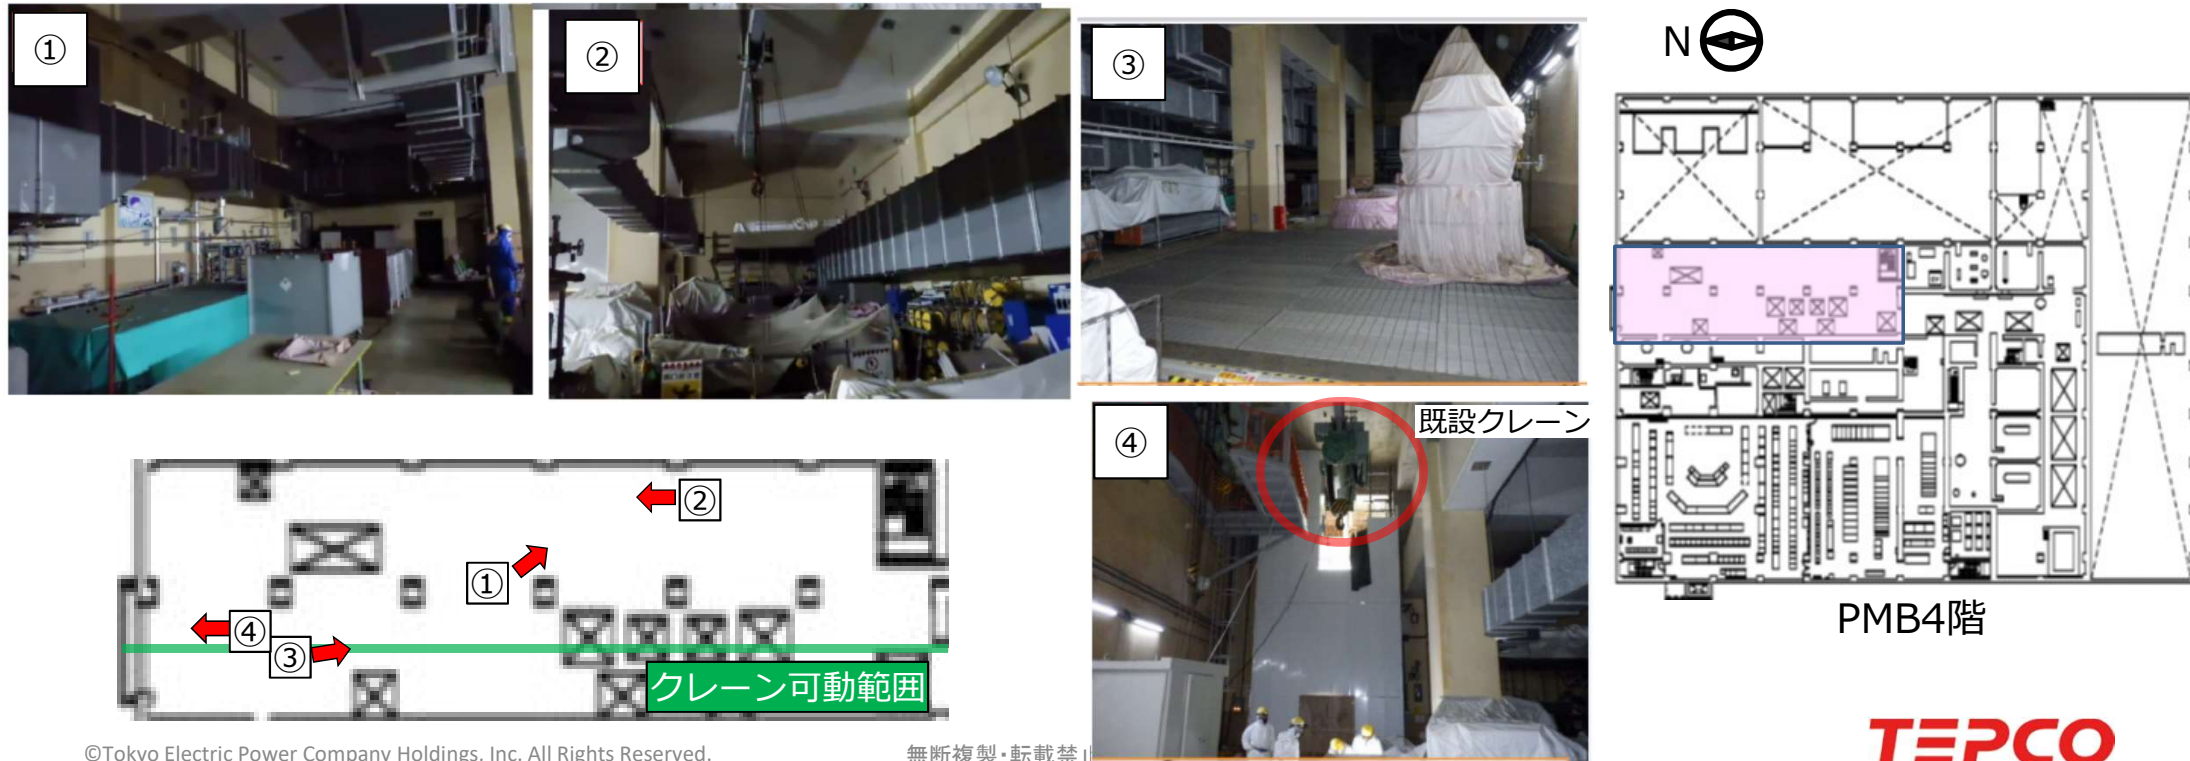 ①
②
③
N
④
既設クレーン
②
①
④
③
クレーン可動範囲
PMB4階
©Tokyo Electric Power Company Holdings, Inc. All Rights Reserved.
無断複製・転載禁止
TEPCO